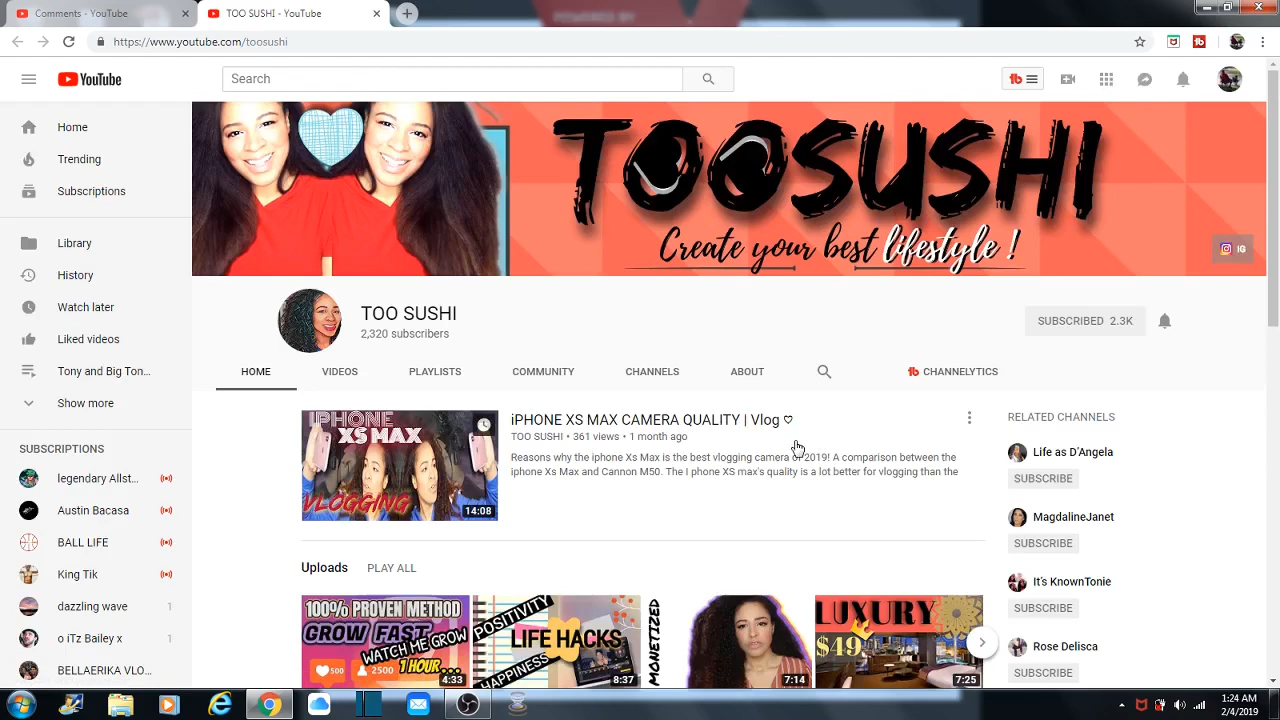 POWERED BY
Comments - YouTube
TOO SUSHI - YouTube
https://www.youtube.com/toosushi
YouTube
Search
TOOSUSHI
Create your best lifestyle !
IG
Home
Trending
Subscriptions
Library
History
Watch later
Liked videos
Tony and Big Ton...
Show more
SUBSCRIPTIONS
legendary Allst...
Austin Bacasa
BALL LIFE
King Tik
dazzling wave 1
o iTz Bailey x 1
BELLAERIKA VLO...
TOO SUSHI
2,320 subscribers
SUBSCRIBED 2.3K
HOME VIDEOS PLAYLISTS COMMUNITY CHANNELS ABOUT CHANNELYTICS
IPHONE
XS MAX
VLOGGING
14:08
iPHONE XS MAX CAMERA QUALITY | Vlog ♡
TOO SUSHI • 361 views • 1 month ago
Reasons why the iphone Xs Max is the best vlogging camera of 2019! A comparison between the
iphone Xs Max and Cannon M50. The I phone XS max's quality is a lot better for vlogging than the
Uploads PLAY ALL
100% PROVEN METHOD
GROW FAST
WATCH ME GROW
1 HOUR...
500
2500
4:33
POSITIVITY
LIFE HACKS
HAPPINESS
8:37
MONETIZED
7:14
LUXURY
$49
7:25
RELATED CHANNELS
Life as D'Angela
SUBSCRIBE
MagdalineJanet
SUBSCRIBE
It's KnownTonie
SUBSCRIBE
Rose Delisca
SUBSCRIBE
1:24 AM
2/4/2019